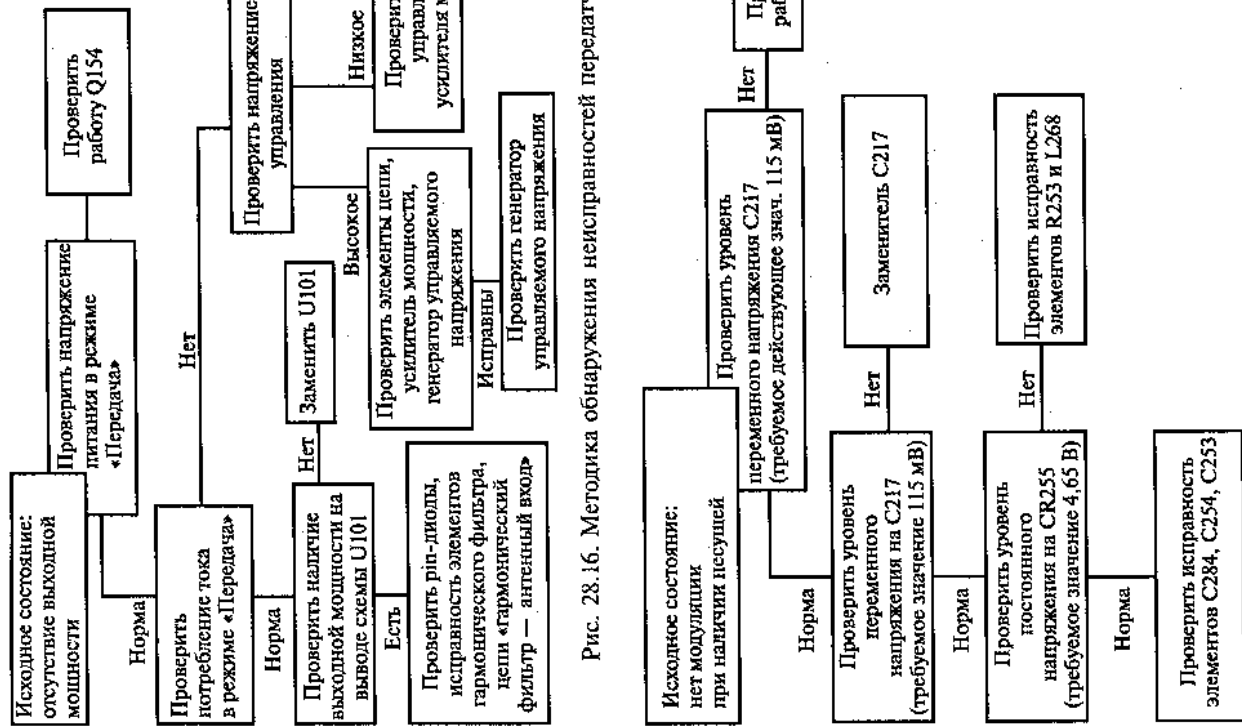 Исходное состояние:
отсутствие выходной
мощности
Проверить напряжение
питания в режиме
«Передача»
Проверить
работу Q154
Норма
Нет
Проверить
потребление тока
в режиме «Передача»
Проверить напряжение
управления
Норма
Высокое
Низкое
Проверить наличие
выходной мощности на
выводе схемы U101
Нет
Заменить U101
Проверить элементы цепи,
усилитель мощности,
генератор управляемого
напряжения
Есть
Исправны
Проверить pin-диоды,
исправность элементов
гармонического фильтра,
цепи «гармонический
фильтр — антенный вход»
Проверить генератор
управляемого напряжения
Рис. 28.16. Методика обнаружения неисправностей
Исходное состояние:
нет модуляции
при наличии несущей
Проверить уровень
переменного напряжения C217
(требуемое действующее знач. 115 мВ)
Нет
Норма
Проверить уровень
переменного
напряжения на C217
(требуемое значение 115 мВ)
Нет
Заменитель C217
Норма
Проверить уровень
постоянного
напряжения на CR255
(требуемое значение 4,65 В)
Нет
Проверить исправность
элементов R253 и L268
Норма
Проверить исправность
элементов C284, C254, C253